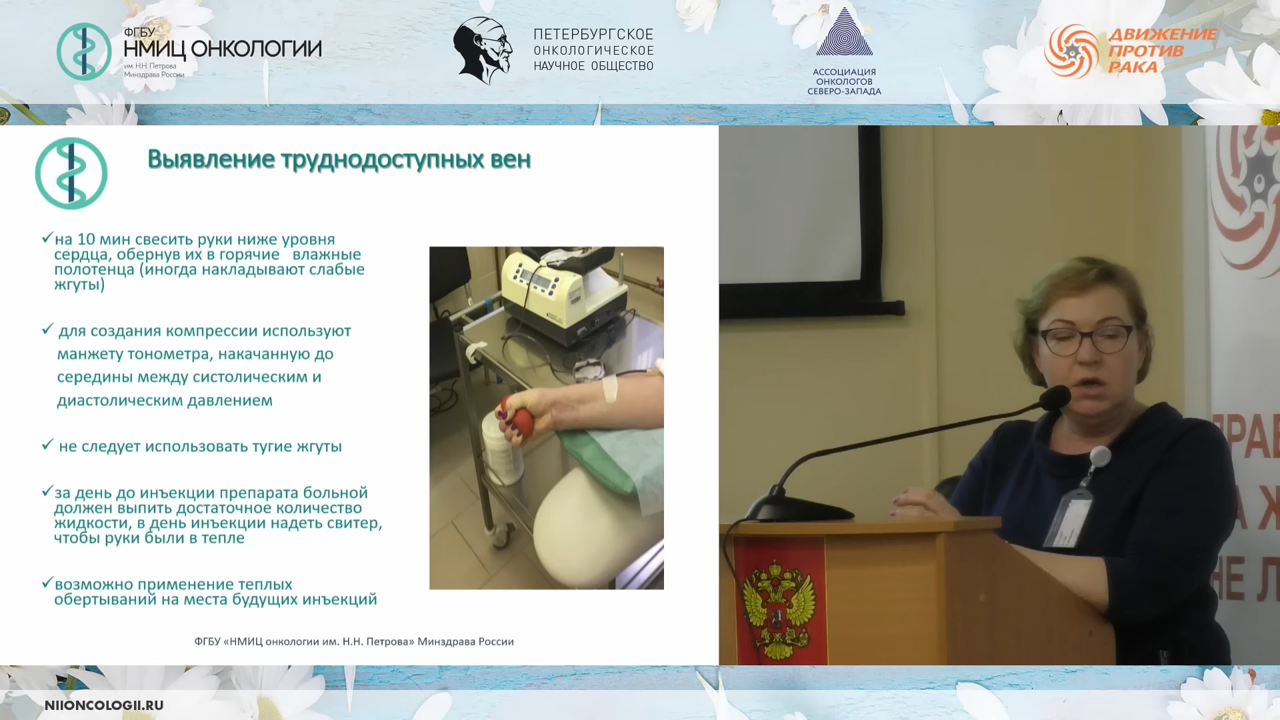 ФГБУ
НМИЦ ОНКОЛОГИИ
им. Н.Н. Петрова
Минздрава России
ПЕТЕРБУРГСКОЕ
ОНКОЛОГИЧЕСКОЕ
НАУЧНОЕ ОБЩЕСТВО
АССОЦИАЦИЯ
ОНКОЛОГОВ
СЕВЕРО-ЗАПАДА
ДВИЖЕНИЕ
ПРОТИВ
РАКА
Выявление труднодоступных вен
на 10 мин свесить руки ниже уровня
сердца, обернув их в горячие влажные
полотенца (иногда накладывают слабые
жгуты)
для создания компрессии используют
манжету тонометра, накачанную до
середины между систолическим и
диастолическим давлением
не следует использовать тугие жгуты
за день до инъекции препарата больной
должен выпить достаточное количество
жидкости, в день инъекции надеть свитер,
чтобы руки были в тепле
возможно применение теплых
обертываний на места будущих инъекций
ФГБУ «НМИЦ онкологии им. Н.Н. Петрова» Минздрава России
NIIONCOLOGII.RU